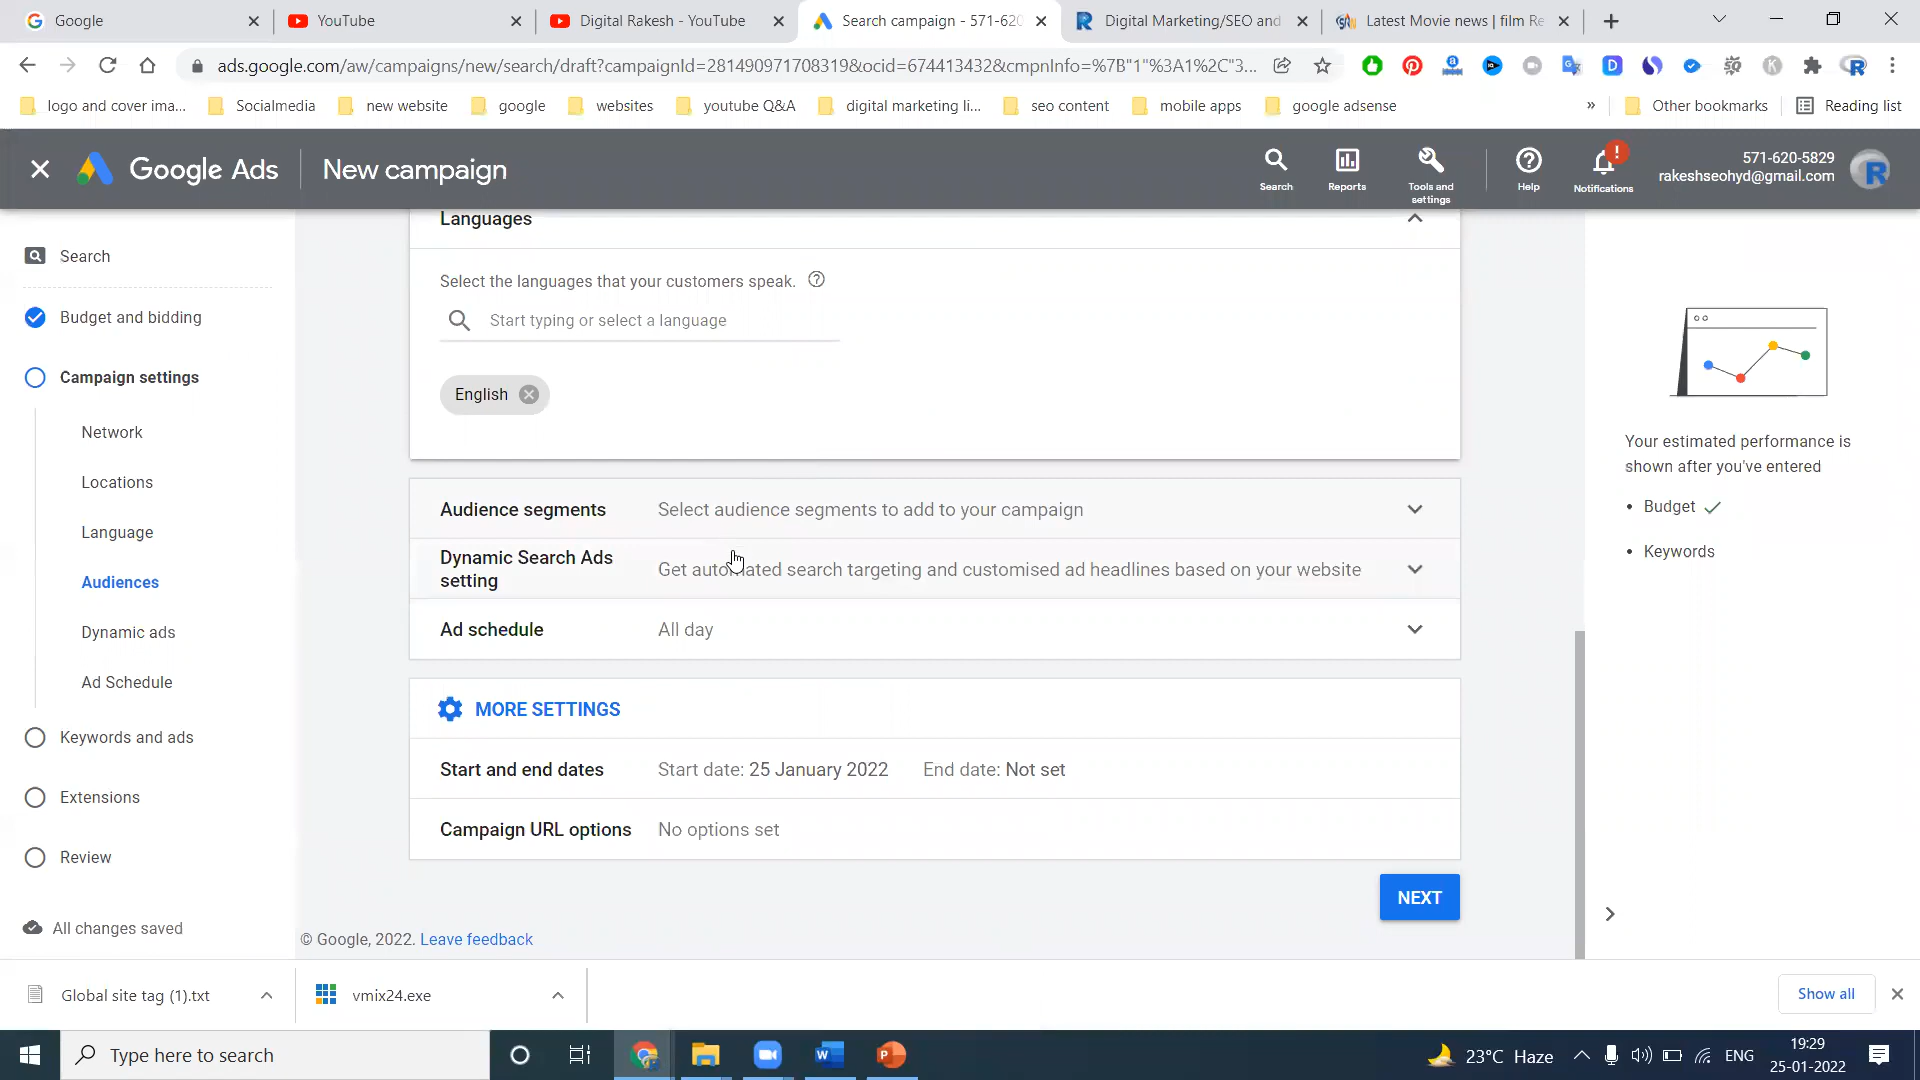 Google
YouTube
Digital Rakesh - YouTube
Search campaign - 571-620
Digital Marketing/SEO and
Latest Movie news | film Re
ads.google.com/aw/campaigns/new/search/draft?campaignId=281490971708319&ocid=674413432&cmpnInfo=%7B"1"%3A1%2C"3...
logo and cover ima...
Socialmedia
new website
google
websites
youtube Q&A
digital marketing li...
seo content
mobile apps
google adsense
»
Other bookmarks
Reading list
Google Ads
New campaign
Search
Reports
Tools and
settings
Help
Notifications
571-620-5829
rakeshseohyd@gmail.com
Search
Budget and bidding
Campaign settings
Network
Locations
Language
Audiences
Dynamic ads
Ad Schedule
Keywords and ads
Extensions
Review
All changes saved
Languages
Select the languages that your customers speak.
Start typing or select a language
English
Audience segments Select audience segments to add to your campaign
Dynamic Search Ads
setting
Get automated search targeting and customised ad headlines based on your website
Ad schedule All day
MORE SETTINGS
Start and end dates Start date: 25 January 2022 End date: Not set
Campaign URL options No options set
NEXT
© Google, 2022. Leave feedback
Your estimated performance is
shown after you've entered
• Budget
• Keywords
Global site tag (1).txt
vmix24.exe
Show all
Type here to search
23°C Haze
ENG
19:29
25-01-2022